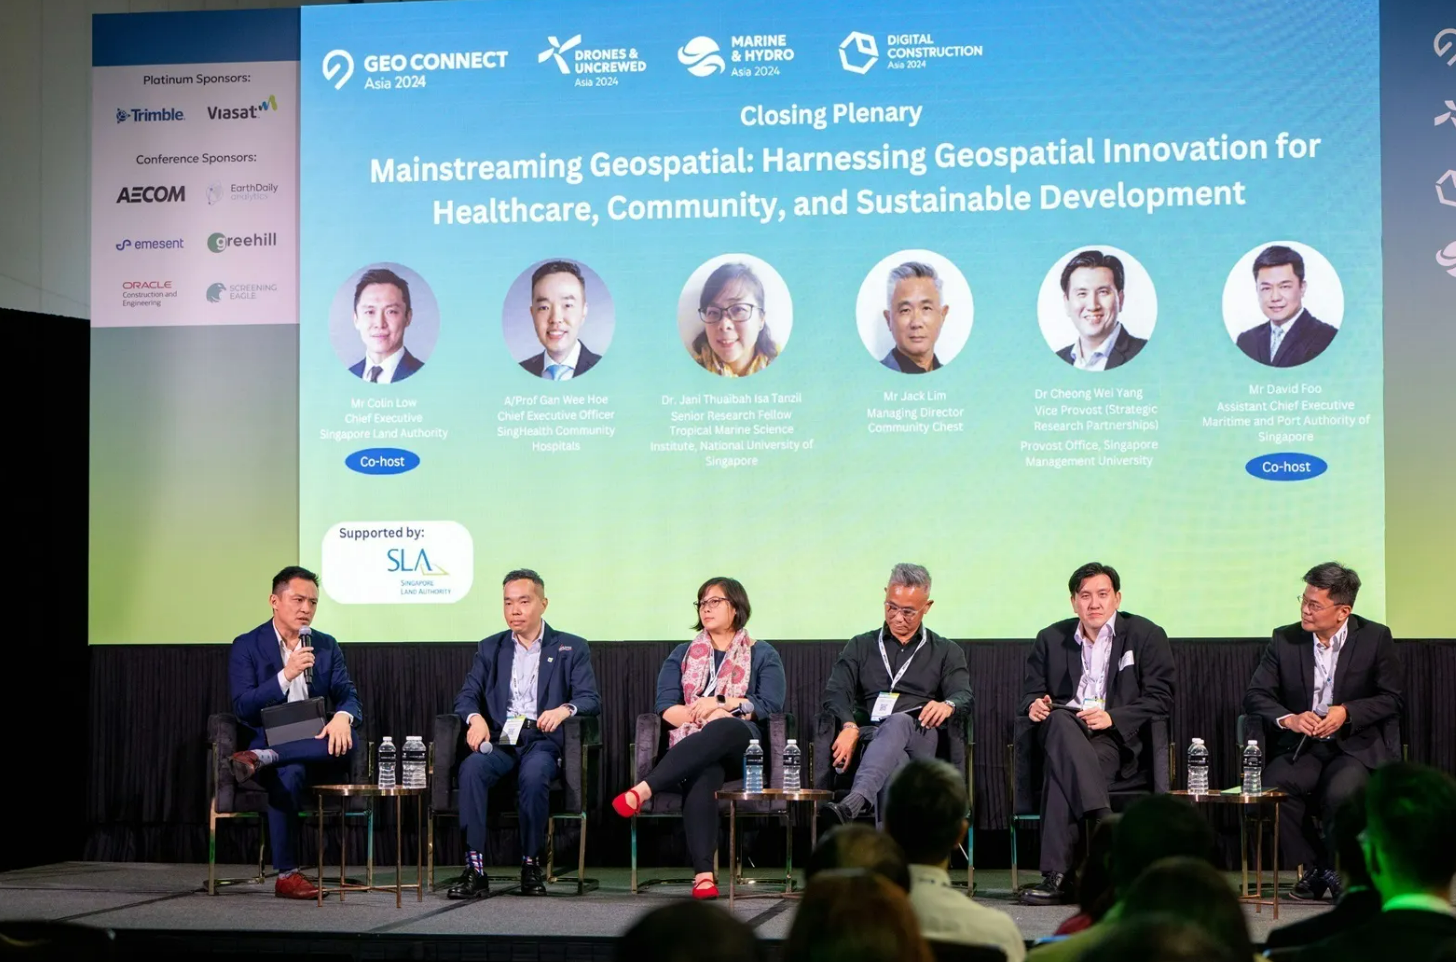 Platinum Sponsors:
Trimble
Viasat
Conference Sponsors:
AECOM
EarthDaily
analytics
emesent
greehill
ORACLE
Construction and
Engineering
SCREENING
EAGLE
GEO CONNECT
Asia 2024
DRONES &
UNCREWED
Asia 2024
MARINE
& HYDRO
Asia 2024
DIGITAL
CONSTRUCTION
Asia 2024
Closing Plenary
Mainstreaming Geospatial: Harnessing Geospatial Innovation for
Healthcare, Community, and Sustainable Development
Mr Colin Low
Chief Executive
Singapore Land Authority
Co-host
A/Prof Gan Wee Hoe
Chief Executive Officer
SingHealth Community
Hospitals
Dr. Jani Thuaibah Isa Tanzil
Senior Research Fellow
Tropical Marine Science
Institute, National University of
Singapore
Mr Jack Lim
Managing Director
Community Chest
Dr Cheong Wei Yang
Vice Provost (Strategic
Research Partnerships)
Provost Office, Singapore
Management University
Mr David Foo
Assistant Chief Executive
Maritime and Port Authority of
Singapore
Co-host
Supported by:
SLA
SINGAPORE
LAND AUTHORITY